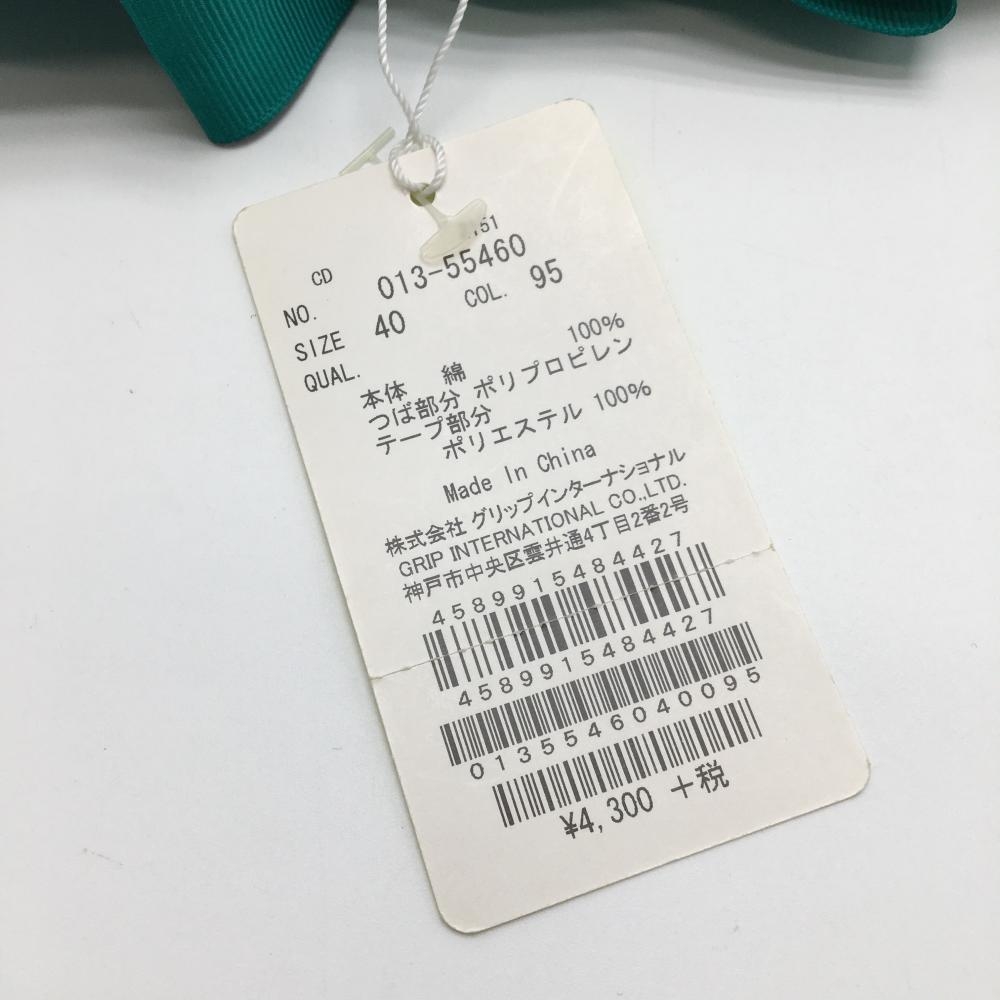 CD
NO. 013-55460
SIZE 40 COL. 95
QUAL.
本体 綿 100%
つば部分 ポリプロピレン
テープ部分
ポリエステル 100%
Made In China
株式会社 グリップインターナショナル
GRIP INTERNATIONAL CO.,LTD.
神戸市中央区雲井通4丁目2番2号
4589915484427
4589915484427
0135546040095
¥4,300 +税